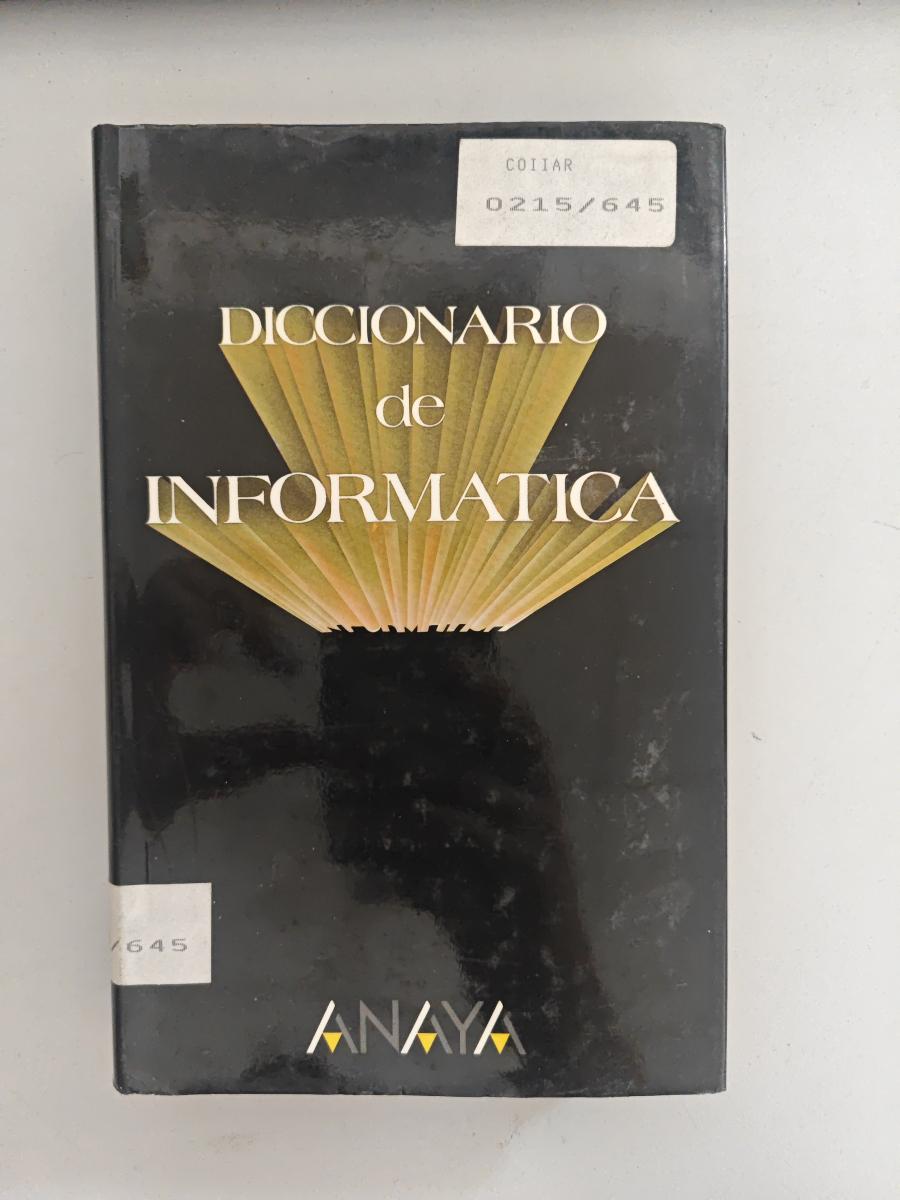 COIIAR
0215/645
DICCIONARIO
de
INFORMATICA
/645
ANAYA